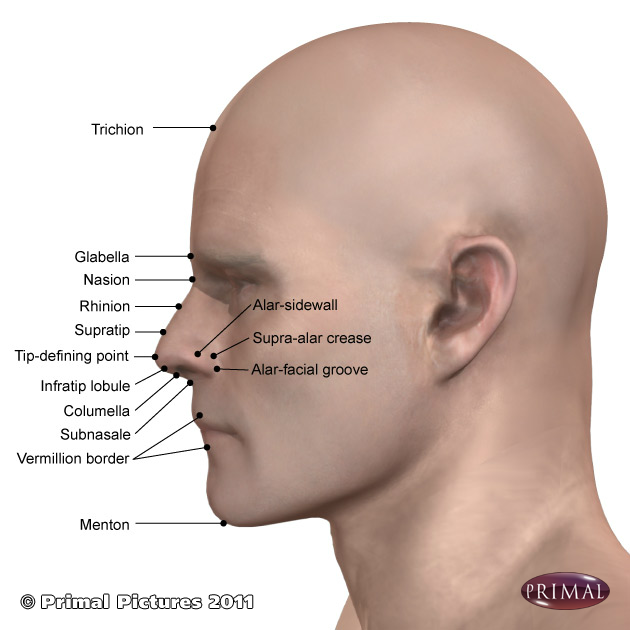 Trichion
Glabella
Nasion
Rhinion
Alar-sidewall
Supratip
Supra-alar crease
Tip-defining point
Alar-facial groove
Infratip lobule
Columella
Subnasale
Vermillion border
Menton
© Primal Pictures 2011
PRIMAL